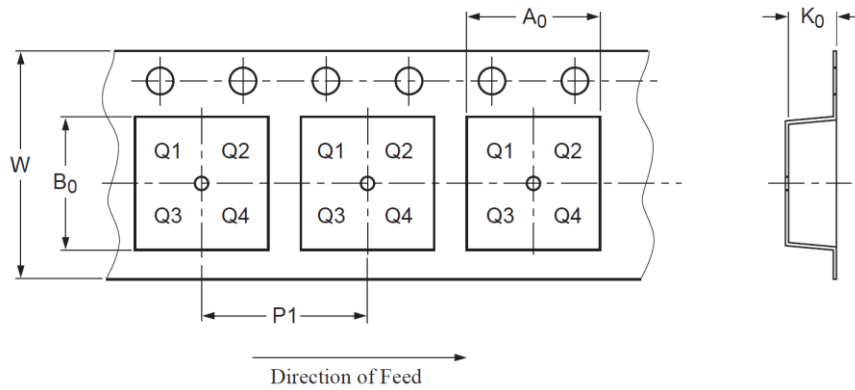 A0
K0
Q1 Q2 Q1 Q2 Q1 Q2
W
B0
Q3 Q4 Q3 Q4 Q3 Q4
P1
Direction of Feed